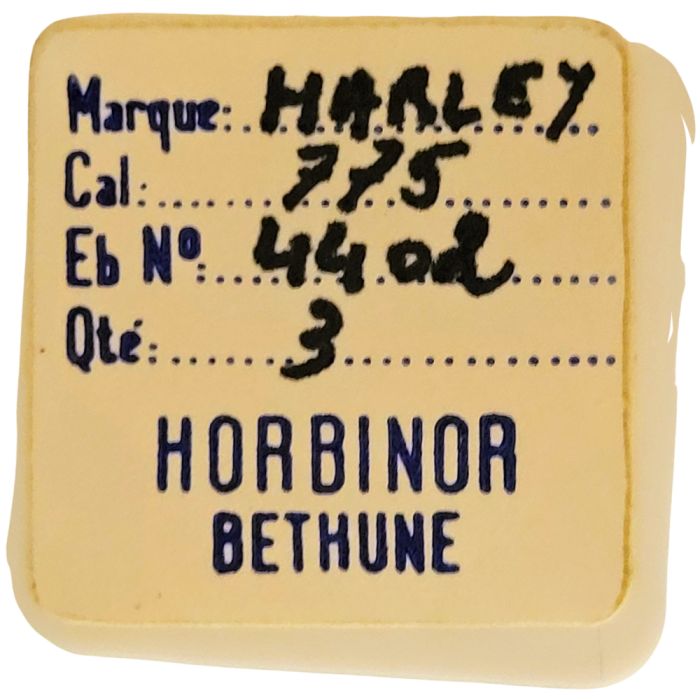 Marque: HARLEY
Cal: 775
Eb Nº: 4402
Qté: 3
HORBINOR
BETHUNE